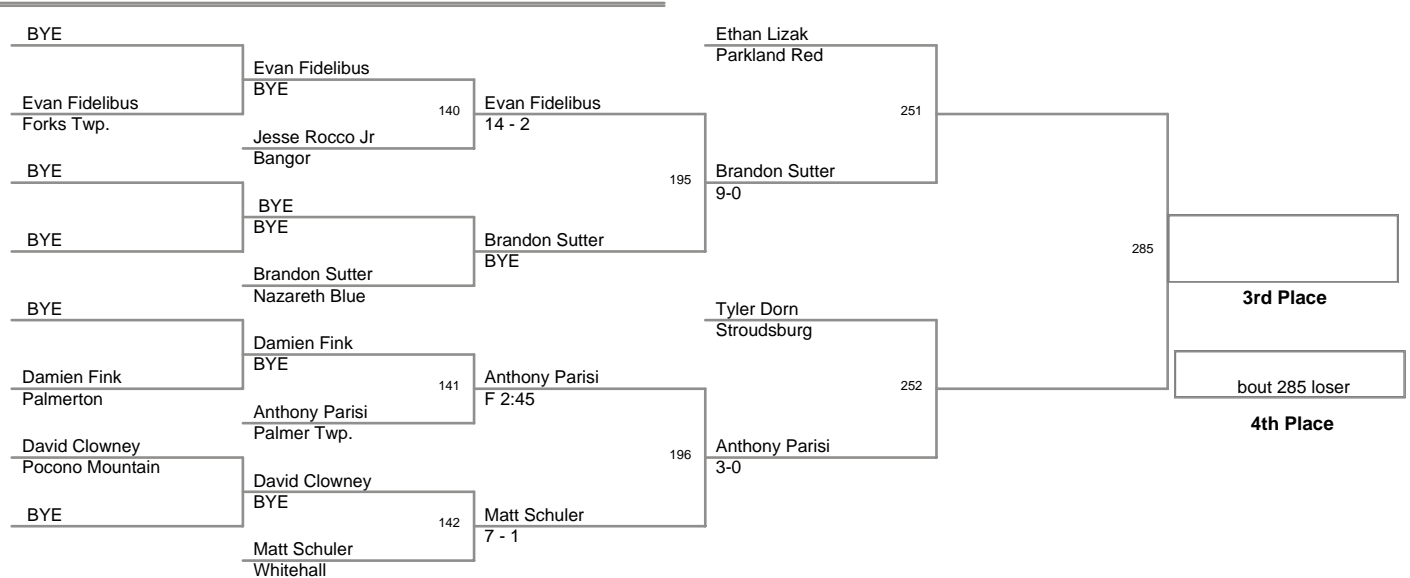 BYE
Evan Fidelibus
Forks Twp.
BYE
BYE
BYE
Damien Fink
Palmerton
David Clowney
Pocono Mountain
BYE
Evan Fidelibus
BYE
140
Jesse Rocco Jr
Bangor
BYE
BYE
Brandon Sutter
Nazareth Blue
Damien Fink
BYE
141
Anthony Parisi
Palmer Twp.
David Clowney
BYE
142
Matt Schuler
Whitehall
Evan Fidelibus
14 - 2
195
Brandon Sutter
BYE
Anthony Parisi
F 2:45
196
Matt Schuler
7 - 1
Ethan Lizak
Parkland Red
251
Brandon Sutter
9-0
Tyler Dorn
Stroudsburg
252
Anthony Parisi
3-0
285
3rd Place
bout 285 loser
4th Place